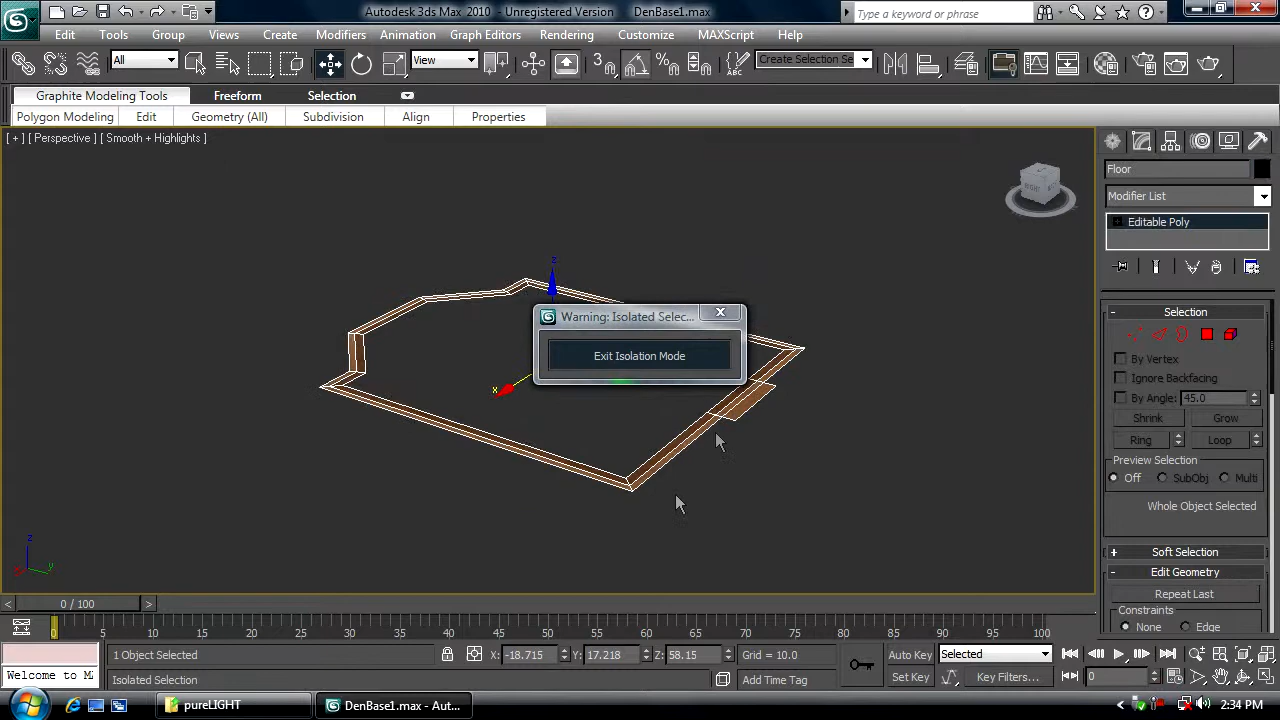 Autodesk 3ds Max 2010 - Unregistered Version DenBase1.max
Type a keyword or phrase
Edit Tools Group Views Create Modifiers Animation Graph Editors Rendering Customize MAXScript Help
All View Create Selection Se
Graphite Modeling Tools Freeform Selection
Polygon Modeling Edit Geometry (All) Subdivision Align Properties
[ + ] [ Perspective ] [ Smooth + Highlights ]
Floor
Modifier List
Editable Poly
Warning: Isolated Selec...
Exit Isolation Mode
z
x
- Selection
By Vertex
Ignore Backfacing
By Angle: 45.0
Shrink Grow
Ring Loop
Preview Selection
Off SubObj Multi
Whole Object Selected
+ Soft Selection
- Edit Geometry
Repeat Last
Constraints
None Edge
z
x y
< 0 / 100 >
0 5 10 15 20 25 30 35 40 45 50 55 60 65 70 75 80 85 90 95 100
1 Object Selected X: -18.715 Y: 17.218 Z: 58.15 Grid = 10.0 Auto Key Selected
Welcome to M Isolated Selection Add Time Tag Set Key Key Filters... 0
pureLIGHT DenBase1.max - Aut... 2:34 PM